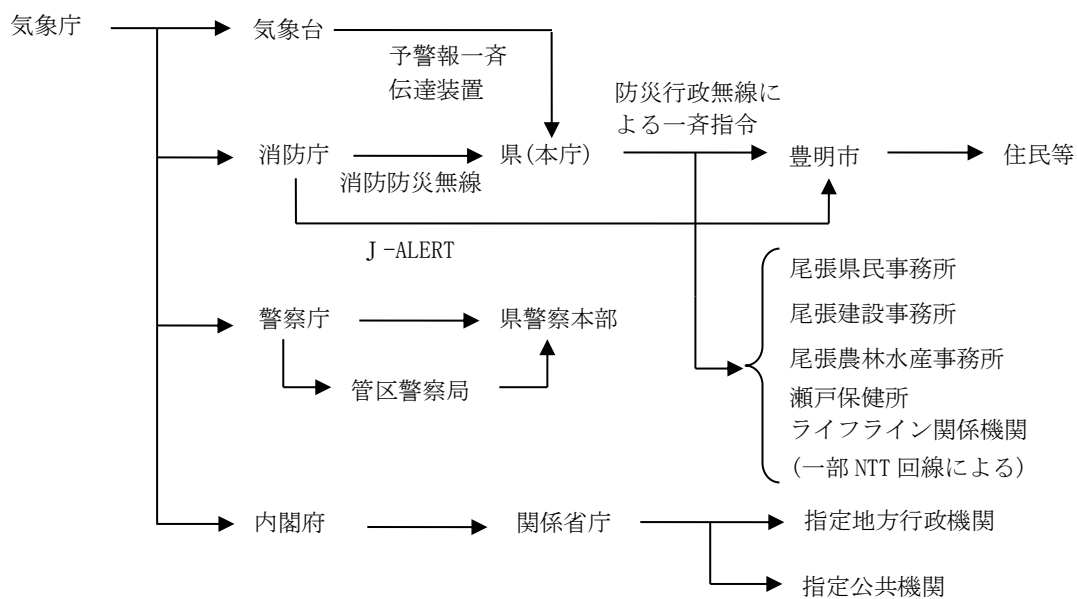 気象庁
気象台
予警報一斉
伝達装置
防災行政無線に
よる一斉指令
消防庁
県(本庁)
豊明市
住民等
消防防災無線
J-ALERT
尾張県民事務所
警察庁
県警察本部
尾張建設事務所
尾張農林水産事務所
管区警察局
瀬戸保健所
ライフライン関係機関
(一部 NTT 回線による)
内閣府
関係省庁
指定地方行政機関
指定公共機関